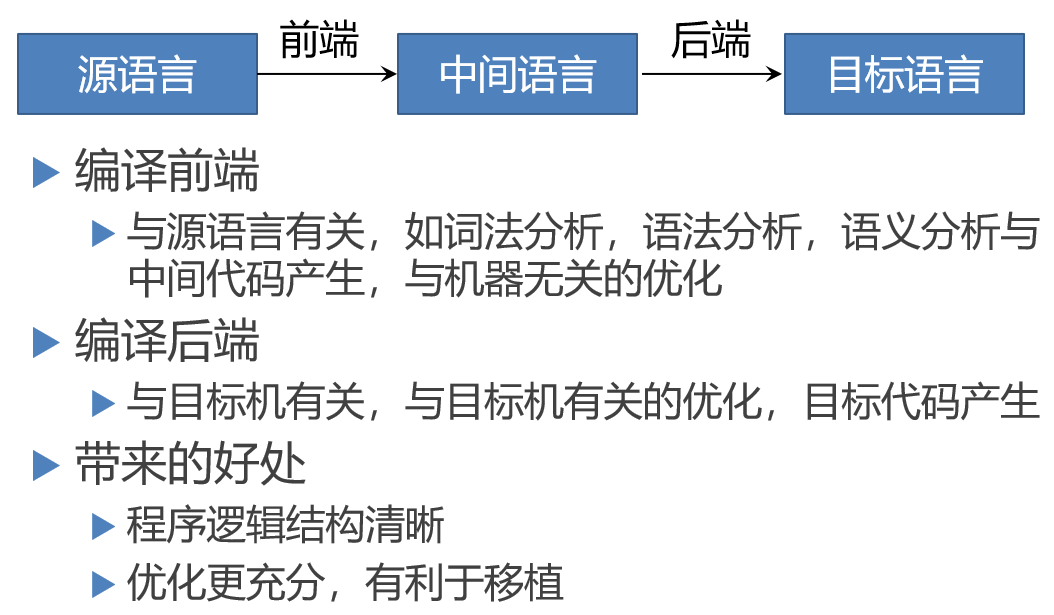 前端
后端
源语言
中间语言
目标语言
编译前端
与源语言有关，如词法分析，语法分析，语义分析与
中间代码产生，与机器无关的优化
编译后端
与目标机有关，与目标机有关的优化，目标代码产生
带来的好处
程序逻辑结构清晰
优化更充分，有利于移植